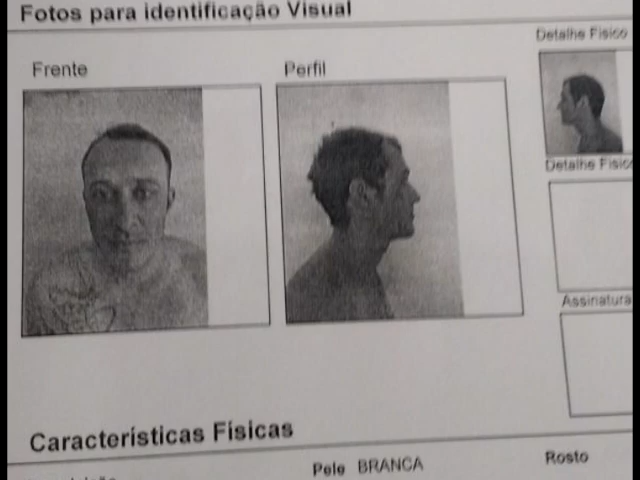 Fotos para identificação Visual
Frente
Perfil
Detalhe Físico
Detalhe Físico
Assinatura
Características Físicas
Pele BRANCA
Rosto